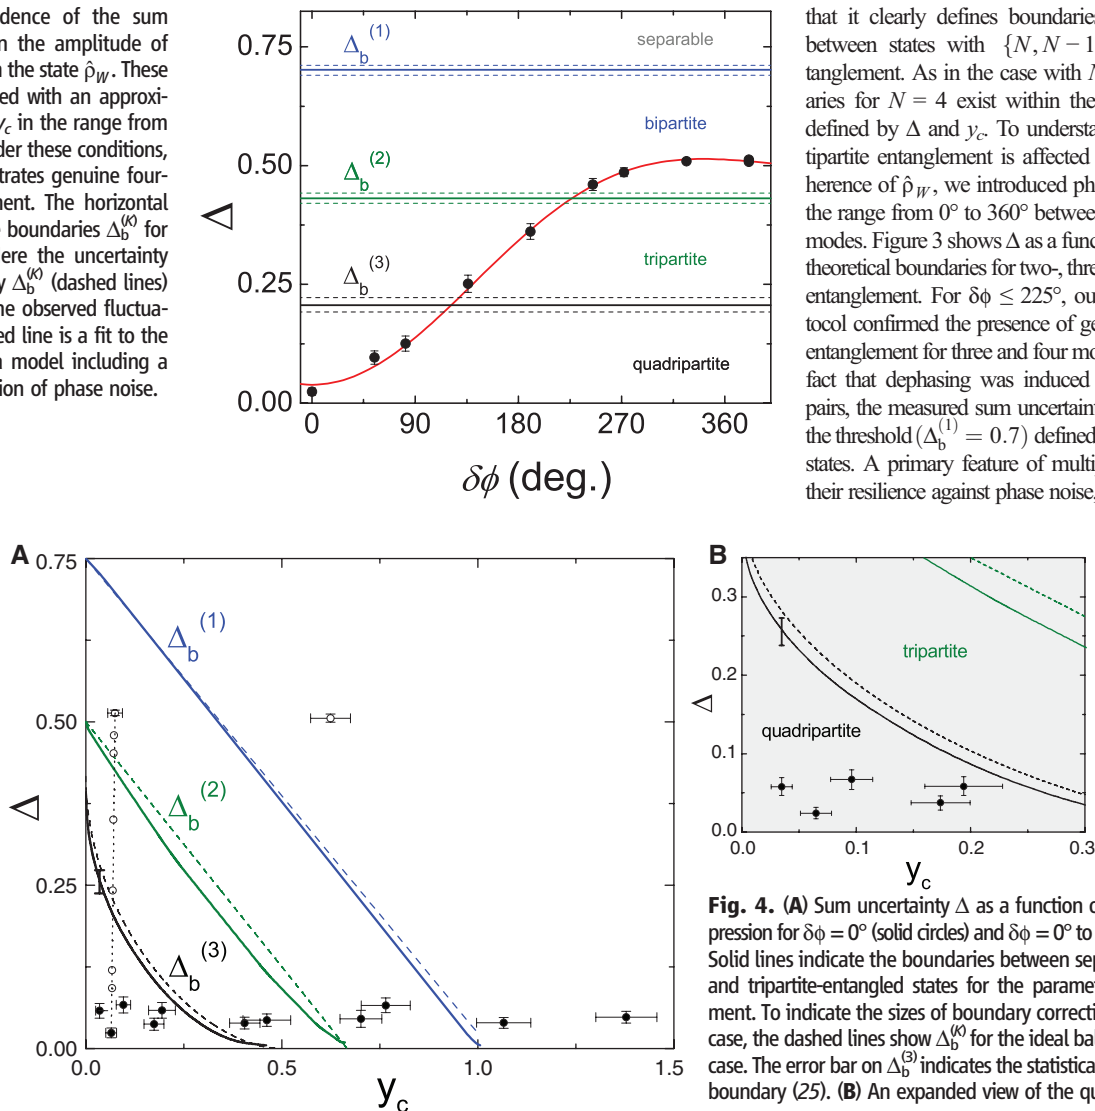 dence of the sum
n the amplitude of
n the state ρ̂_W. These
ed with an approxi-
y_c in the range from
der these conditions,
trates genuine four-
ment. The horizontal
e boundaries Δ_b^(K) for
here the uncertainty
y Δ_b^(K) (dashed lines)
he observed fluctua-
ed line is a fit to the
n model including a
tion of phase noise.
0.75
0.50
0.25
0.00
Δ
Δ_b^(1)
separable
bipartite
Δ_b^(2)
tripartite
Δ_b^(3)
quadripartite
0 90 180 270 360
δϕ (deg.)
that it clearly defines boundaries
between states with {N, N − 1
tanglement. As in the case with N
aries for N = 4 exist within the
defined by Δ and y_c. To understa
tipartite entanglement is affected
herence of ρ̂_W, we introduced ph
the range from 0° to 360° between
modes. Figure 3 shows Δ as a func
theoretical boundaries for two-, thre
entanglement. For δϕ ≤ 225°, ou
tocol confirmed the presence of ge
entanglement for three and four mo
fact that dephasing was induced
pairs, the measured sum uncertaint
the threshold (Δ_b^(1) = 0.7) defined
states. A primary feature of multi
their resilience against phase noise,
A
0.75
0.50
0.25
0.00
Δ
Δ_b^(1)
Δ_b^(2)
Δ_b^(3)
0.0 0.5 1.0 1.5
y_c
B
0.3
0.2
0.1
0.0
Δ
tripartite
quadripartite
0.0 0.1 0.2 0.3
y_c
Fig. 4. (A) Sum uncertainty Δ as a function o
pression for δϕ = 0° (solid circles) and δϕ = 0° to
Solid lines indicate the boundaries between sep
and tripartite-entangled states for the paramet
ment. To indicate the sizes of boundary correcti
case, the dashed lines show Δ_b^(K) for the ideal bal
case. The error bar on Δ_b^(3) indicates the statistica
boundary (25). (B) An expanded view of the qu